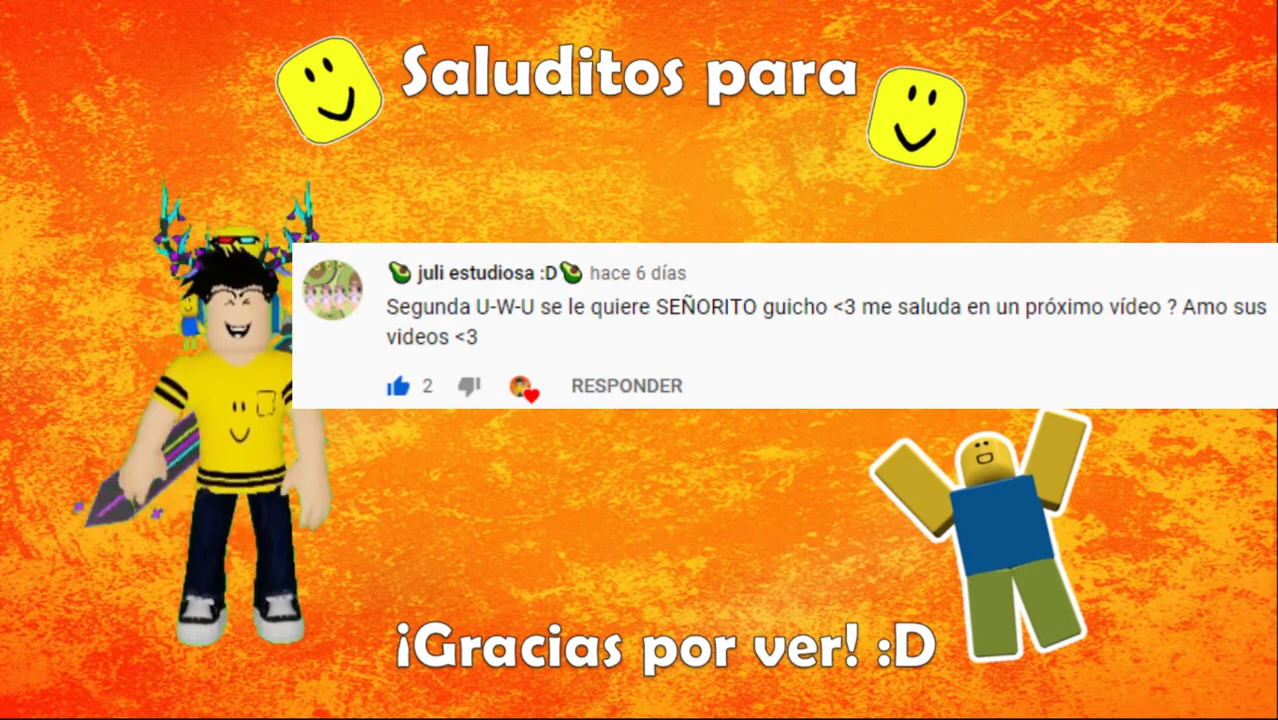 Saluditos para
🥑 juli estudiosa :D🥑 hace 6 días
Segunda U-W-U se le quiere SEÑORITO guicho <3 me saluda en un próximo vídeo ? Amo sus
videos <3
2 RESPONDER
¡Gracias por ver! :D